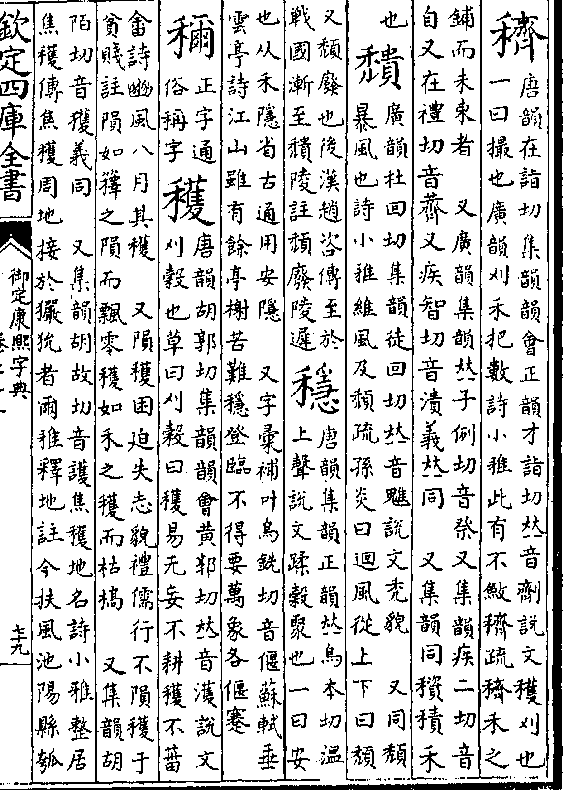 穧
唐韻在詣切集韻韻會正韻才詣切𠀤音劑說文穫刈也
一曰撮也廣韻刈禾把數詩小雅此有不斂穧疏穧禾之
鋪而未束者 又廣韻集韻𠀤子例切音祭又集韻疾二切音
自又在禮切音薺又疾智切音漬義𠀤同 又集韻同積禾
也
穨
廣韻杜回切集韻徒回切𠀤音魋說文禿貌 又同頹
暴風也詩小雅維風及頹疏孫炎曰迴風從上下曰頹
又頹廢也後漢趙咨傳至於
戰國漸至穨陵註穨廢陵遲
穩
唐韻集韻正韻𠀤烏本切溫
上聲說文蹂穀聚也一曰安
也从禾隱省古通用安隱 又字彙補叶烏銑切音偃蘇軾垂
雲亭詩江山雖有餘亭榭苦難穩登臨不得要萬象各偃蹇
穪
正字通
俗稱字
穫
唐韻胡郭切集韻韻會黃郭切𠀤音濩說文
刈穀也草曰刈穀曰穫易无妄不耕穫不菑
畬詩豳風八月其穫 又隕穫困迫失志貌禮儒行不隕穫于
貧賤註隕如籜之隕而飄零穫如禾之穫而枯槁 又集韻胡
陌切音穫義同 又集韻胡故切音護焦穫地名詩小雅整居
焦穫傳焦穫周地接於玁狁者爾雅釋地註今扶風池陽縣瓠
欽定四庫全書
御定康熙字典